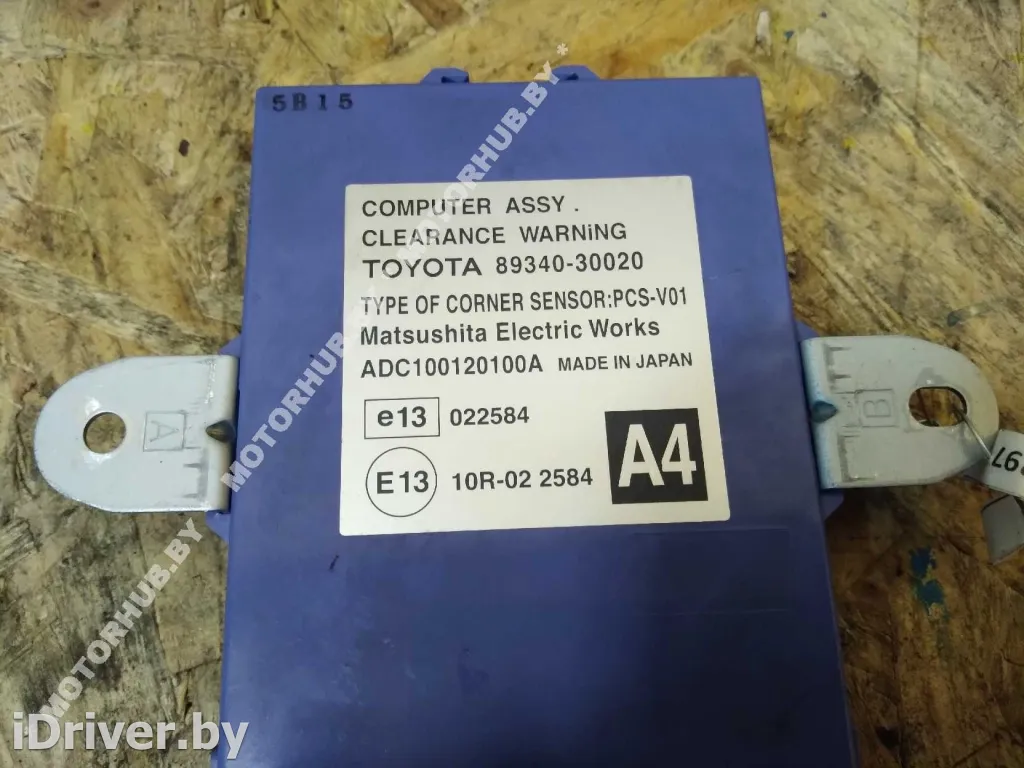 5B15
COMPUTER ASSY .
CLEARANCE WARNiNG
TOYOTA 89340-30020
TYPE OF CORNER SENSOR:PCS-V01
Matsushita Electric Works
ADC100120100A MADE IN JAPAN
e13 022584
A4
E13 10R-02 2584
A
B
97
MOTORHUB.BY*
MOTORHUB.BY
MOTORHUB.BY
iDriver.by